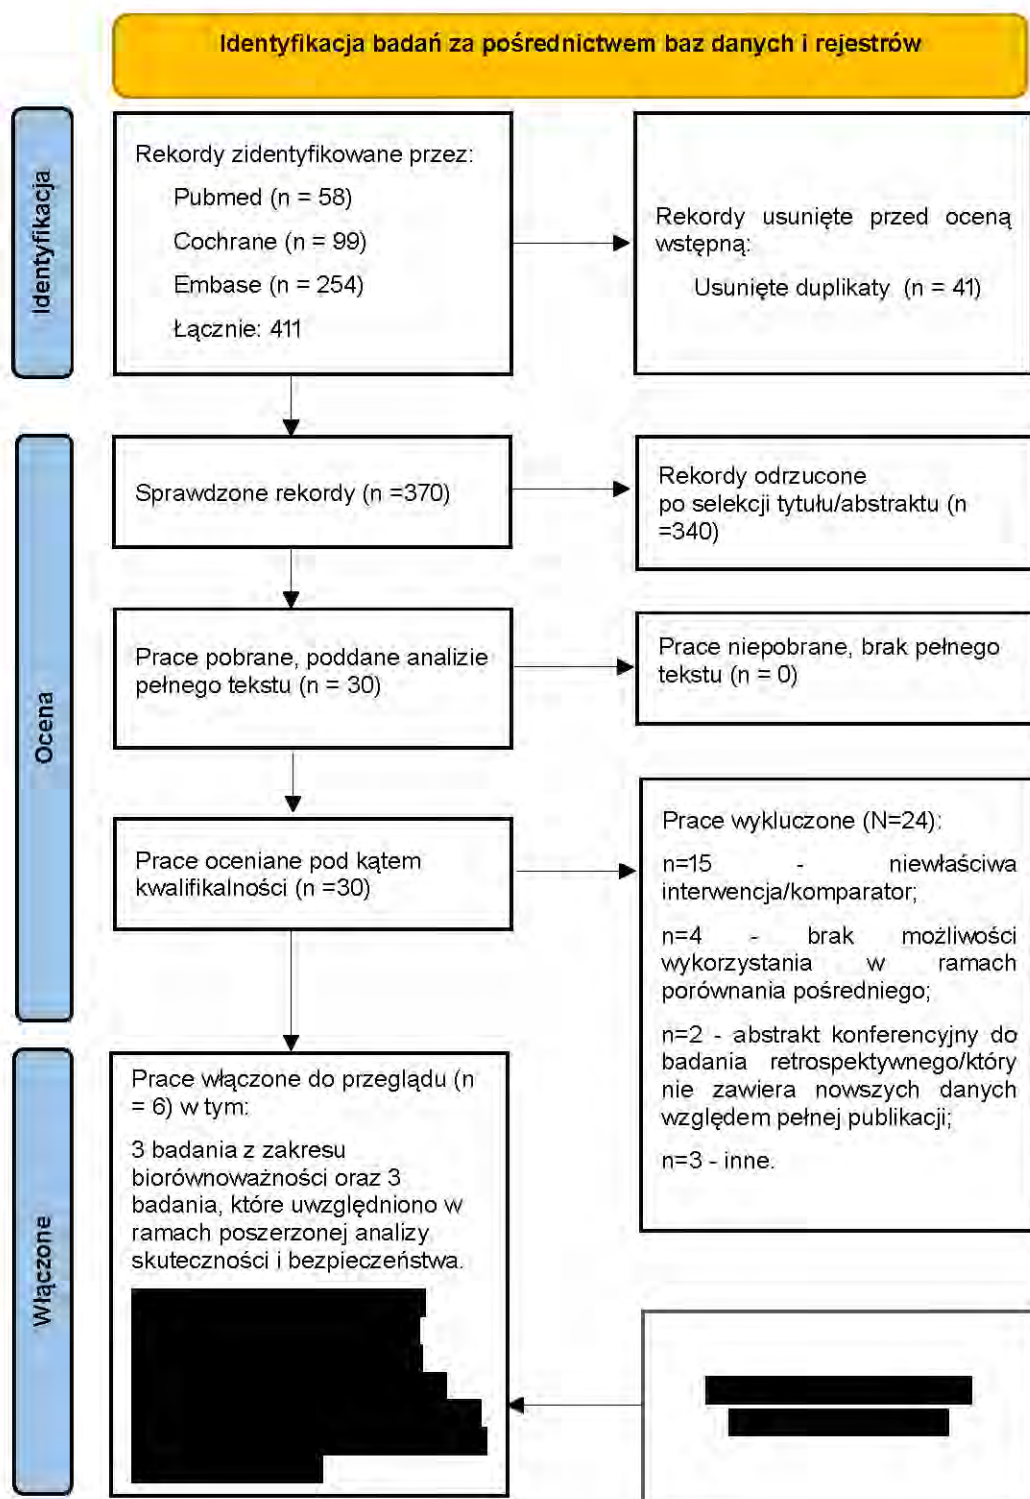 Identyfikacja badań za pośrednictwem baz danych i rejestrów
Identyfikacja
Rekordy zidentyfikowane przez:
Pubmed (n = 58)
Cochrane (n = 99)
Embase (n = 254)
Łącznie: 411
Rekordy usunięte przed oceną
wstępną:
Usunięte duplikaty (n = 41)
Ocena
Sprawdzone rekordy (n =370)
Rekordy odrzucone
po selekcji tytułu/abstraktu (n
=340)
Prace pobrane, poddane analizie
pełnego tekstu (n = 30)
Prace niepobrane, brak pełnego
tekstu (n = 0)
Prace oceniane pod kątem
kwalifikalności (n =30)
Prace wykluczone (N=24):
n=15 - niewłaściwa
interwencja/komparator;
n=4 - brak możliwości
wykorzystania w ramach
porównania pośredniego;
n=2 - abstrakt konferencyjny do
badania retrospektywnego/który
nie zawiera nowszych danych
względem pełnej publikacji;
n=3 - inne.
Włączone
Prace włączone do przeglądu (n
= 6) w tym:
3 badania z zakresu
biorównoważności oraz 3
badania, które uwzględniono w
ramach poszerzonej analizy
skuteczności i bezpieczeństwa.